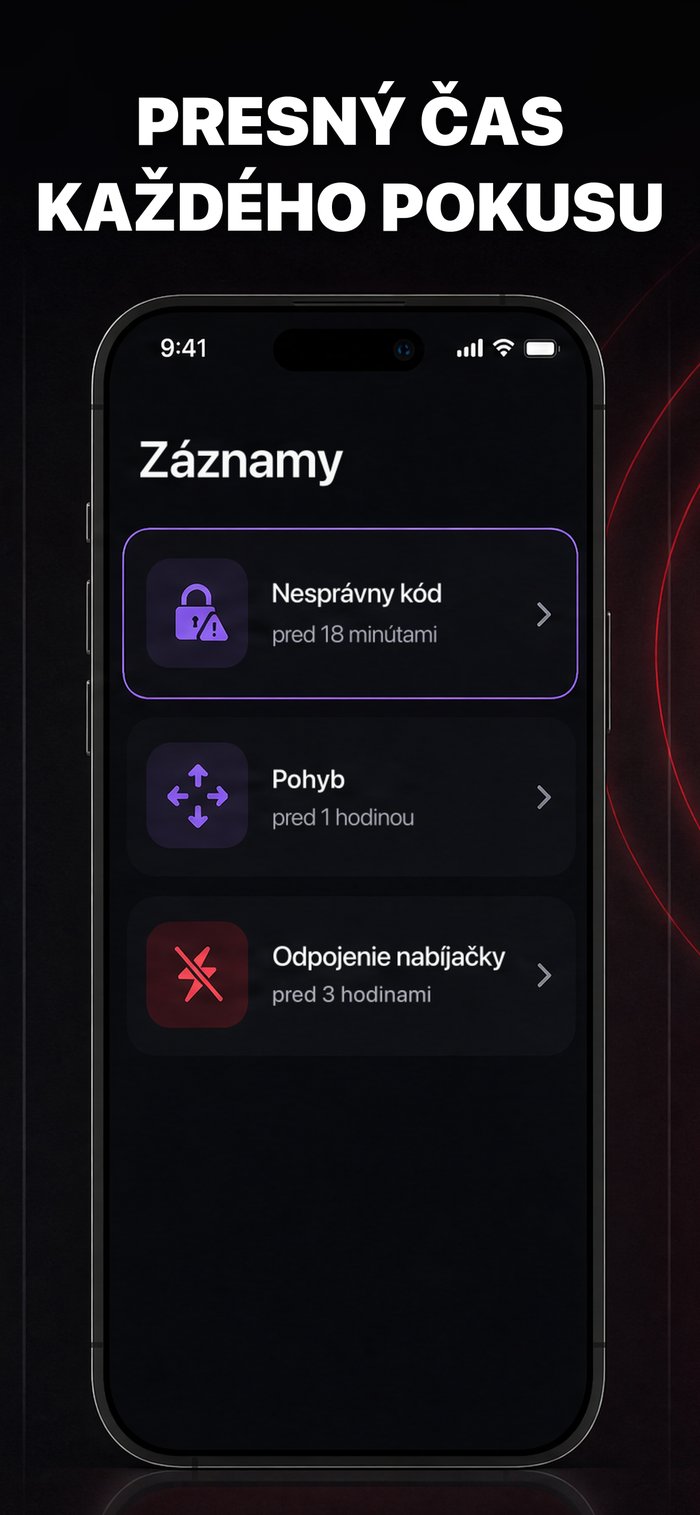 PRESNÝ ČAS
KAŽDÉHO POKUSU
9:41
Záznamy
Nesprávny kód
pred 18 minútami
Pohyb
pred 1 hodinou
Odpojenie nabíjačky
pred 3 hodinami